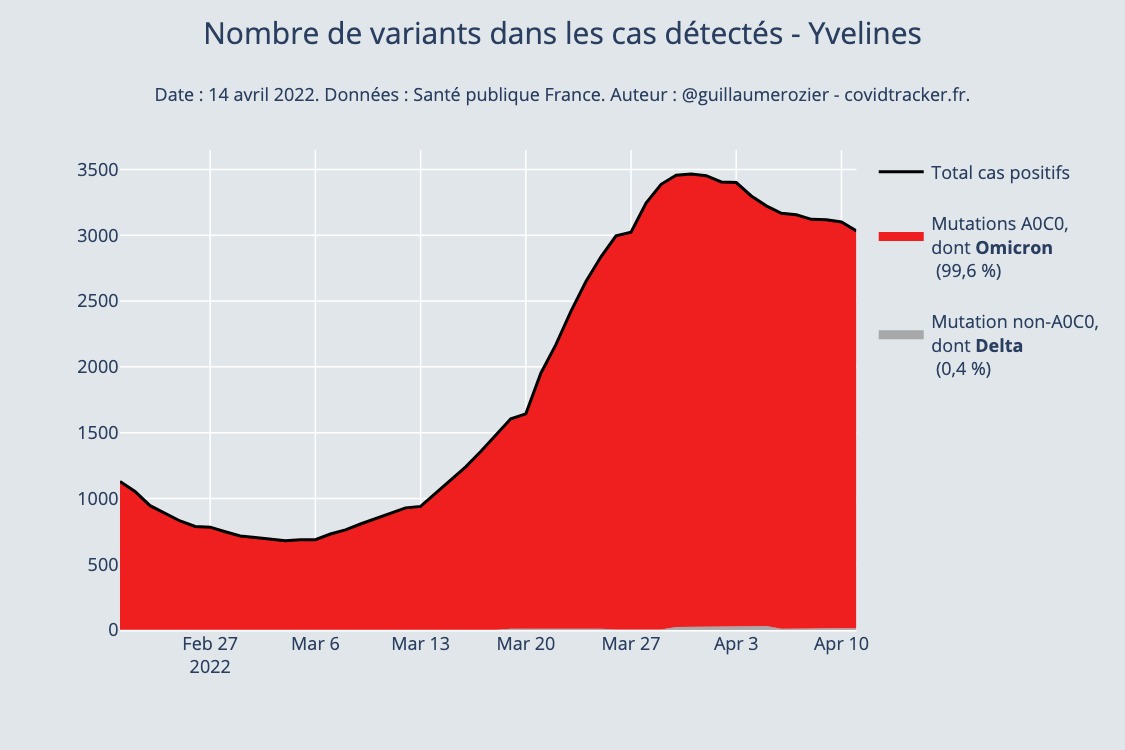 Nombre de variants dans les cas détectés - Yvelines
Date : 14 avril 2022. Données : Santé publique France. Auteur : @guillaumerozier - covidtracker.fr.
3500
3000
2500
2000
1500
1000
500
0
Feb 27
2022
Mar 6
Mar 13
Mar 20
Mar 27
Apr 3
Apr 10
Total cas positifs
Mutations A0C0,
dont Omicron
(99,6 %)
Mutation non-A0C0,
dont Delta
(0,4 %)